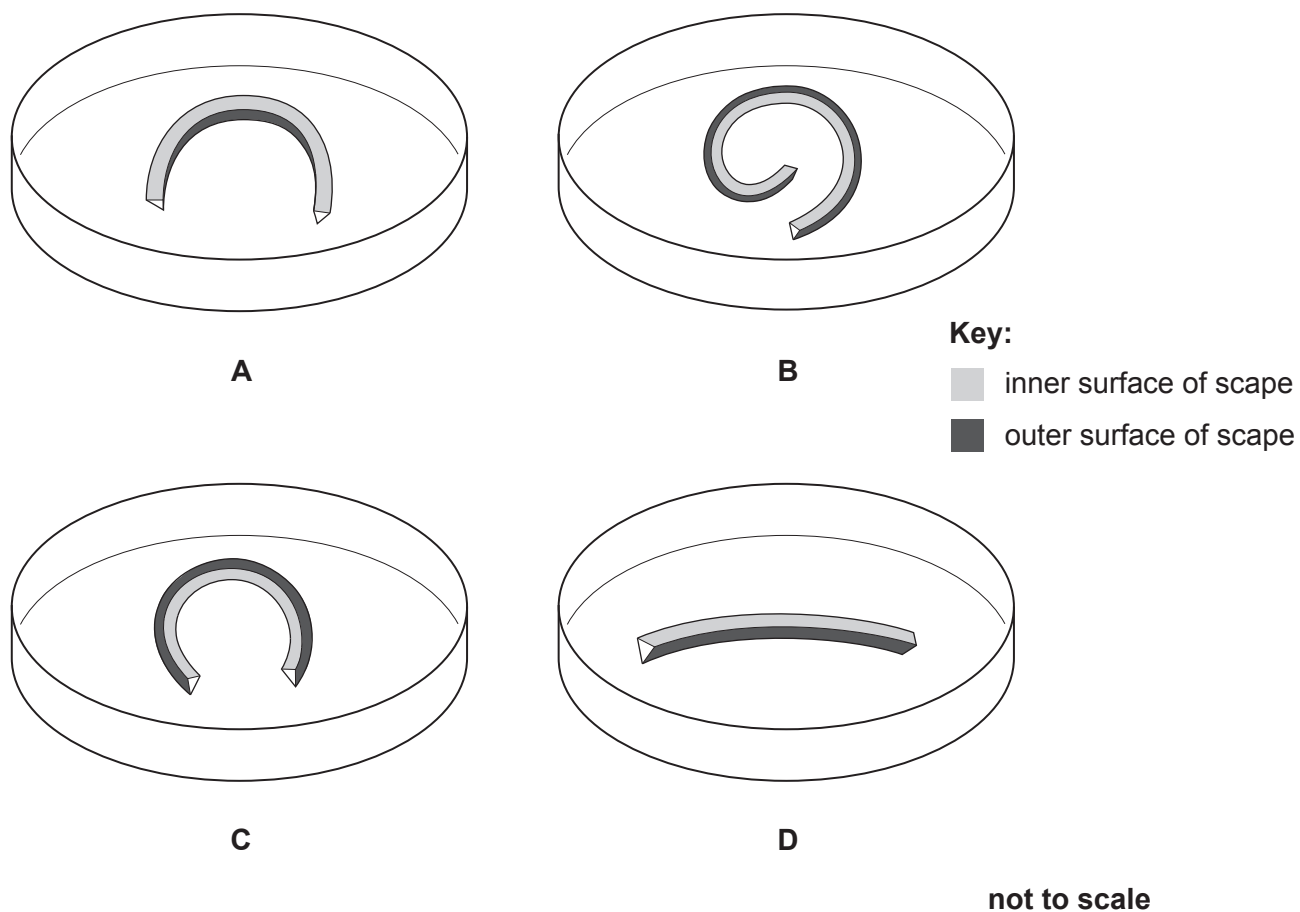 A
B
Key:
inner surface of scape
outer surface of scape
C
D
not to scale